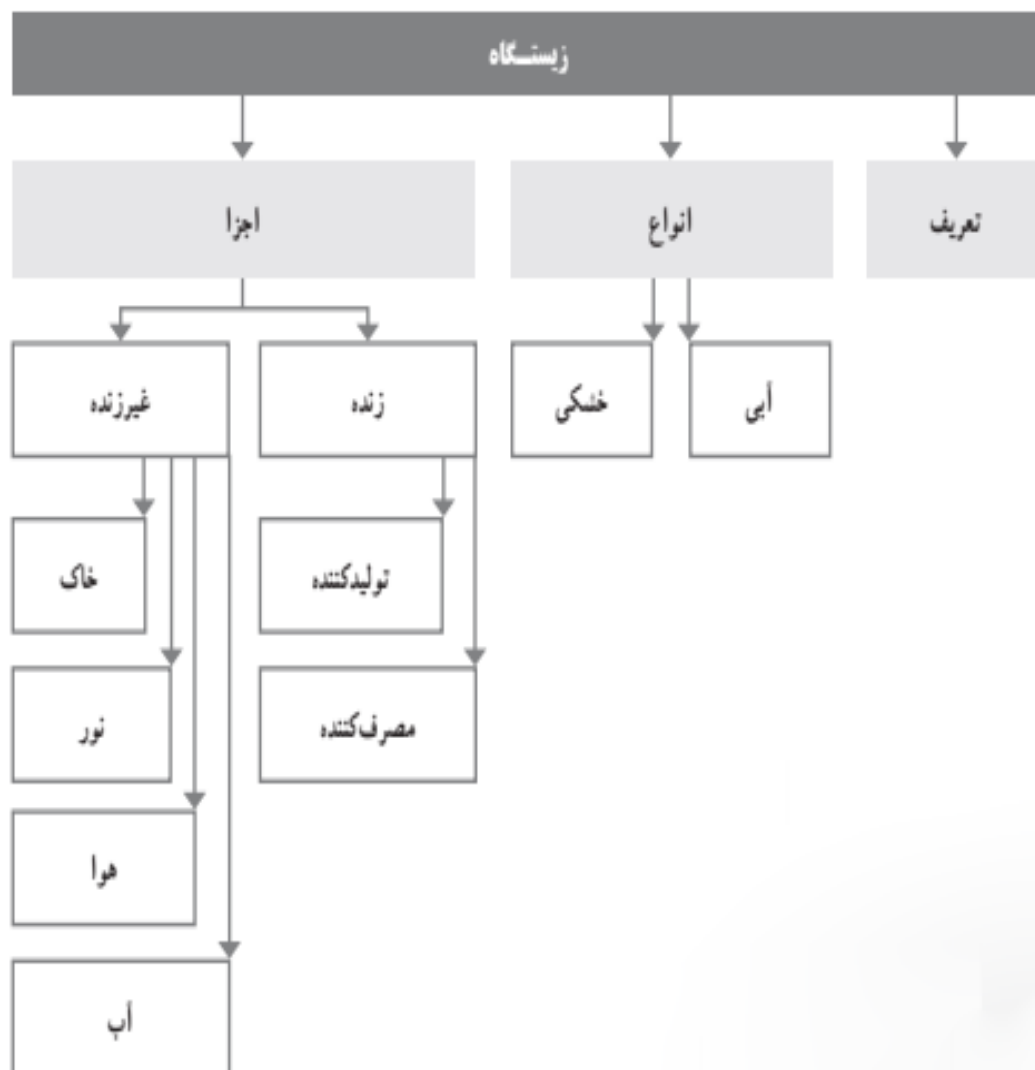 زیستگاه
تعریف
انواع
اجزا
آبی
خشکی
زنده
غیرزنده
تولیدکننده
خاک
مصرف‌کننده
نور
هوا
آب